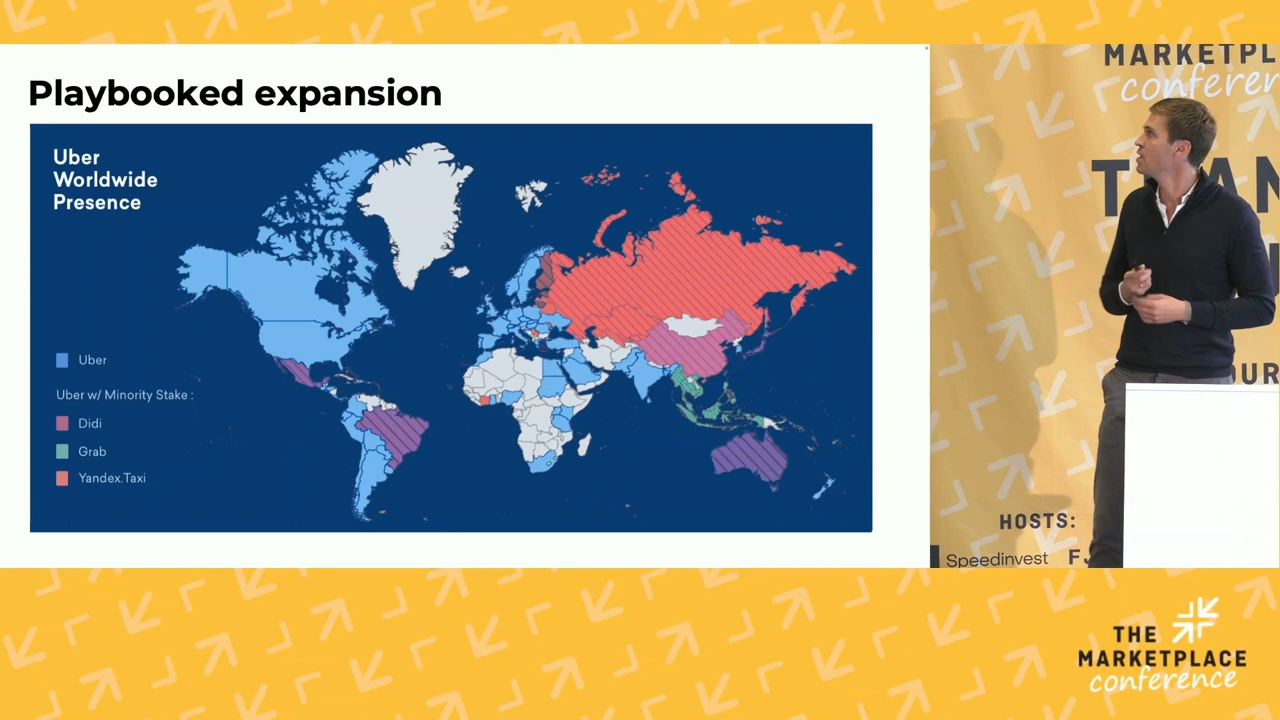 Playbooked expansion
Uber
Worldwide
Presence
Uber
Uber w/ Minority Stake :
Didi
Grab
Yandex.Taxi
MARKETPL
conferen
HOSTS:
Speedinvest
THE
MARKETPLACE
conference